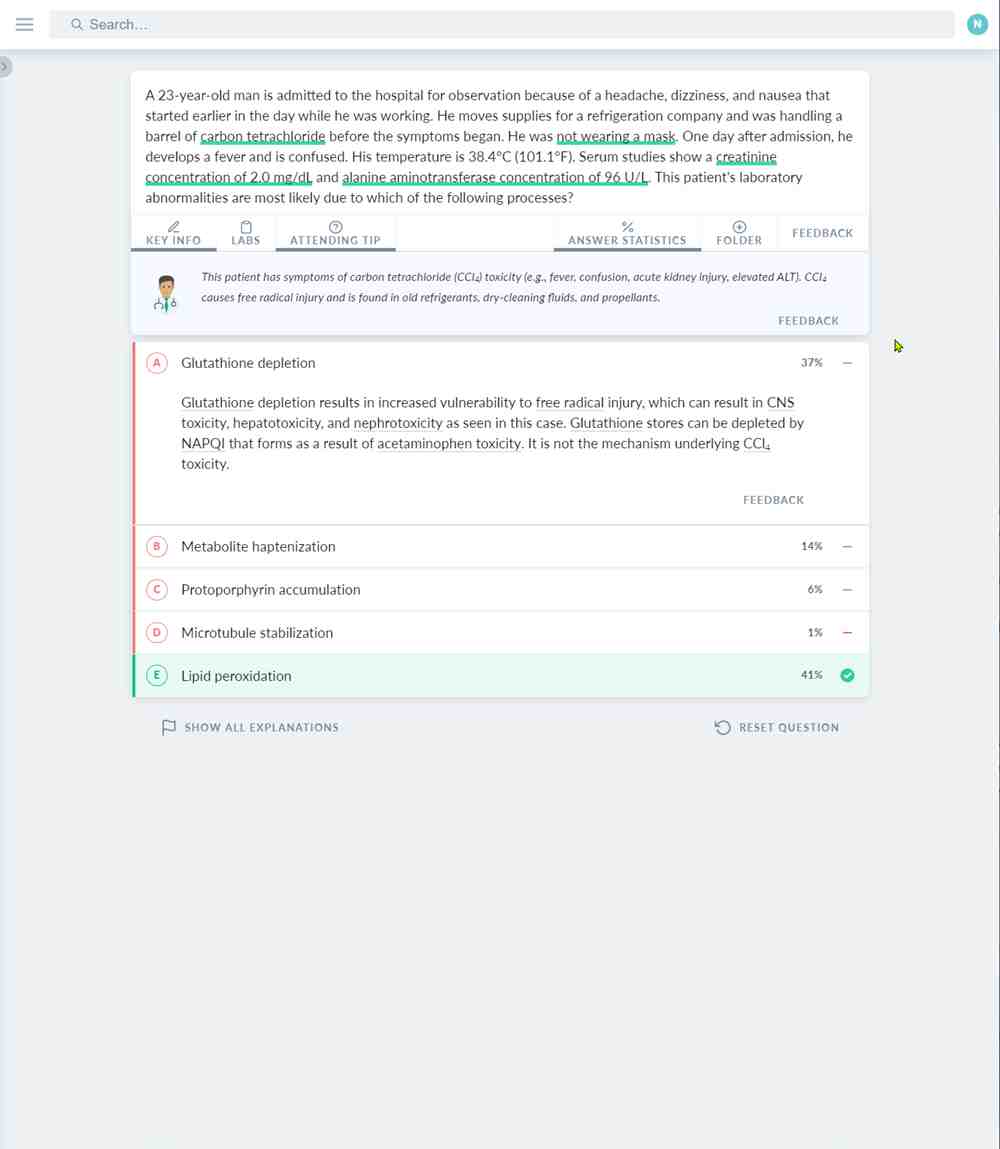 Search...
N
A 23-year-old man is admitted to the hospital for observation because of a headache, dizziness, and nausea that
started earlier in the day while he was working. He moves supplies for a refrigeration company and was handling a
barrel of carbon tetrachloride before the symptoms began. He was not wearing a mask. One day after admission, he
develops a fever and is confused. His temperature is 38.4°C (101.1°F). Serum studies show a creatinine
concentration of 2.0 mg/dL and alanine aminotransferase concentration of 96 U/L. This patient's laboratory
abnormalities are most likely due to which of the following processes?
KEY INFO LABS ATTENDING TIP % ANSWER STATISTICS FOLDER FEEDBACK
This patient has symptoms of carbon tetrachloride (CCl₄) toxicity (e.g., fever, confusion, acute kidney injury, elevated ALT). CCl₄
causes free radical injury and is found in old refrigerants, dry-cleaning fluids, and propellants.
FEEDBACK
A Glutathione depletion 37%
Glutathione depletion results in increased vulnerability to free radical injury, which can result in CNS
toxicity, hepatotoxicity, and nephrotoxicity as seen in this case. Glutathione stores can be depleted by
NAPQI that forms as a result of acetaminophen toxicity. It is not the mechanism underlying CCl₄
toxicity.
FEEDBACK
B Metabolite haptenization 14%
C Protoporphyrin accumulation 6%
D Microtubule stabilization 1%
E Lipid peroxidation 41%
SHOW ALL EXPLANATIONS RESET QUESTION